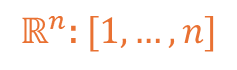 ℝⁿ: [1, …, n]